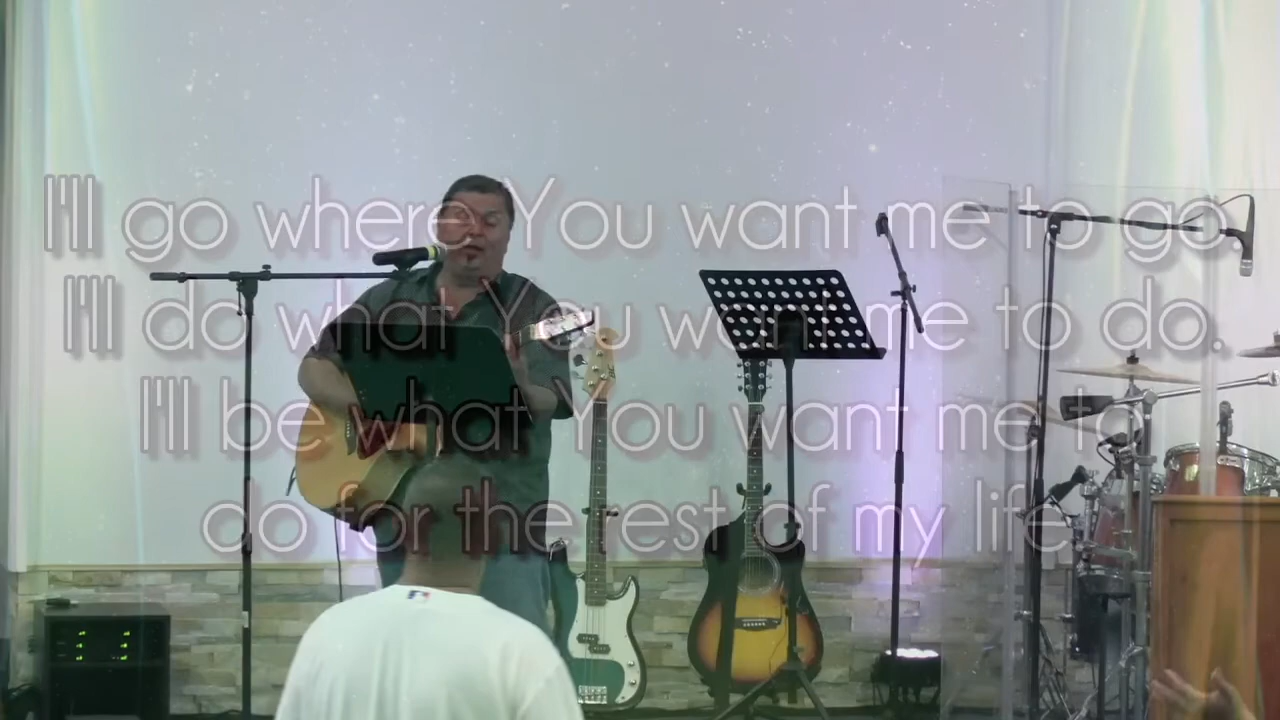 I'll go where You want me to go.
I'll do what You want me to do.
I'll be what You want me to
do for the rest of my life.